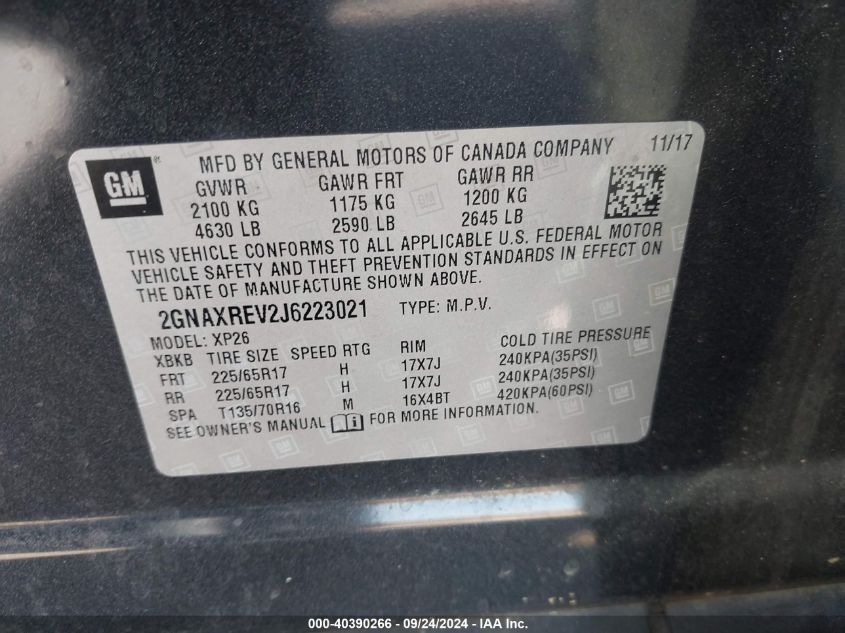 GM
MFD BY GENERAL MOTORS OF CANADA COMPANY 11/17
GVWR GAWR FRT GAWR RR
2100 KG 1175 KG 1200 KG
4630 LB 2590 LB 2645 LB
THIS VEHICLE CONFORMS TO ALL APPLICABLE U.S. FEDERAL MOTOR
VEHICLE SAFETY AND THEFT PREVENTION STANDARDS IN EFFECT ON
THE DATE OF MANUFACTURE SHOWN ABOVE.
2GNAXREV2J6223021 TYPE: M.P.V.
MODEL: XP26
XBKB TIRE SIZE SPEED RTG RIM COLD TIRE PRESSURE
FRT 225/65R17 H 17X7J 240KPA(35PSI)
RR 225/65R17 H 17X7J 240KPA(35PSI)
SPA T135/70R16 M 16X4BT 420KPA(60PSI)
SEE OWNER'S MANUAL FOR MORE INFORMATION.
000-40390266 - 09/24/2024 - IAA Inc.